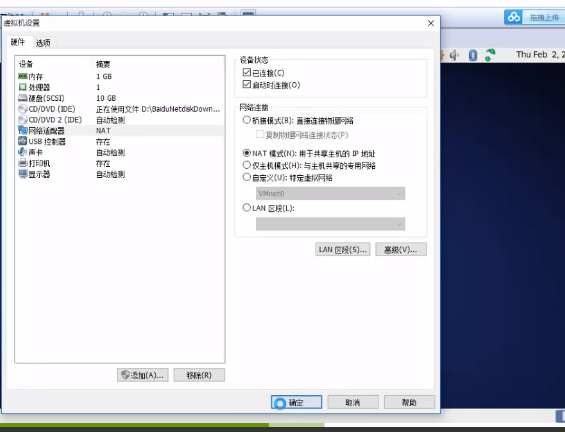 虚拟机设置
拖拽上传
硬件 选项
Thu Feb 2, 2
设备 摘要
内存 1 GB
处理器 1
硬盘(SCSI) 10 GB
CD/DVD (IDE) 正在使用文件 D:\BaiduNetdiskDown...
CD/DVD 2 (IDE) 自动检测
网络适配器 NAT
USB 控制器 存在
声卡 自动检测
打印机 存在
显示器 自动检测
设备状态
已连接(C)
启动时连接(O)
网络连接
桥接模式(B): 直接连接物理网络
复制物理网络连接状态(P)
NAT 模式(N): 用于共享主机的 IP 地址
仅主机模式(H): 与主机共享的专用网络
自定义(U): 特定虚拟网络
VMnet0
LAN 区段(L):
LAN 区段(S)... 高级(V)...
添加(A)... 移除(R)
确定 取消 帮助